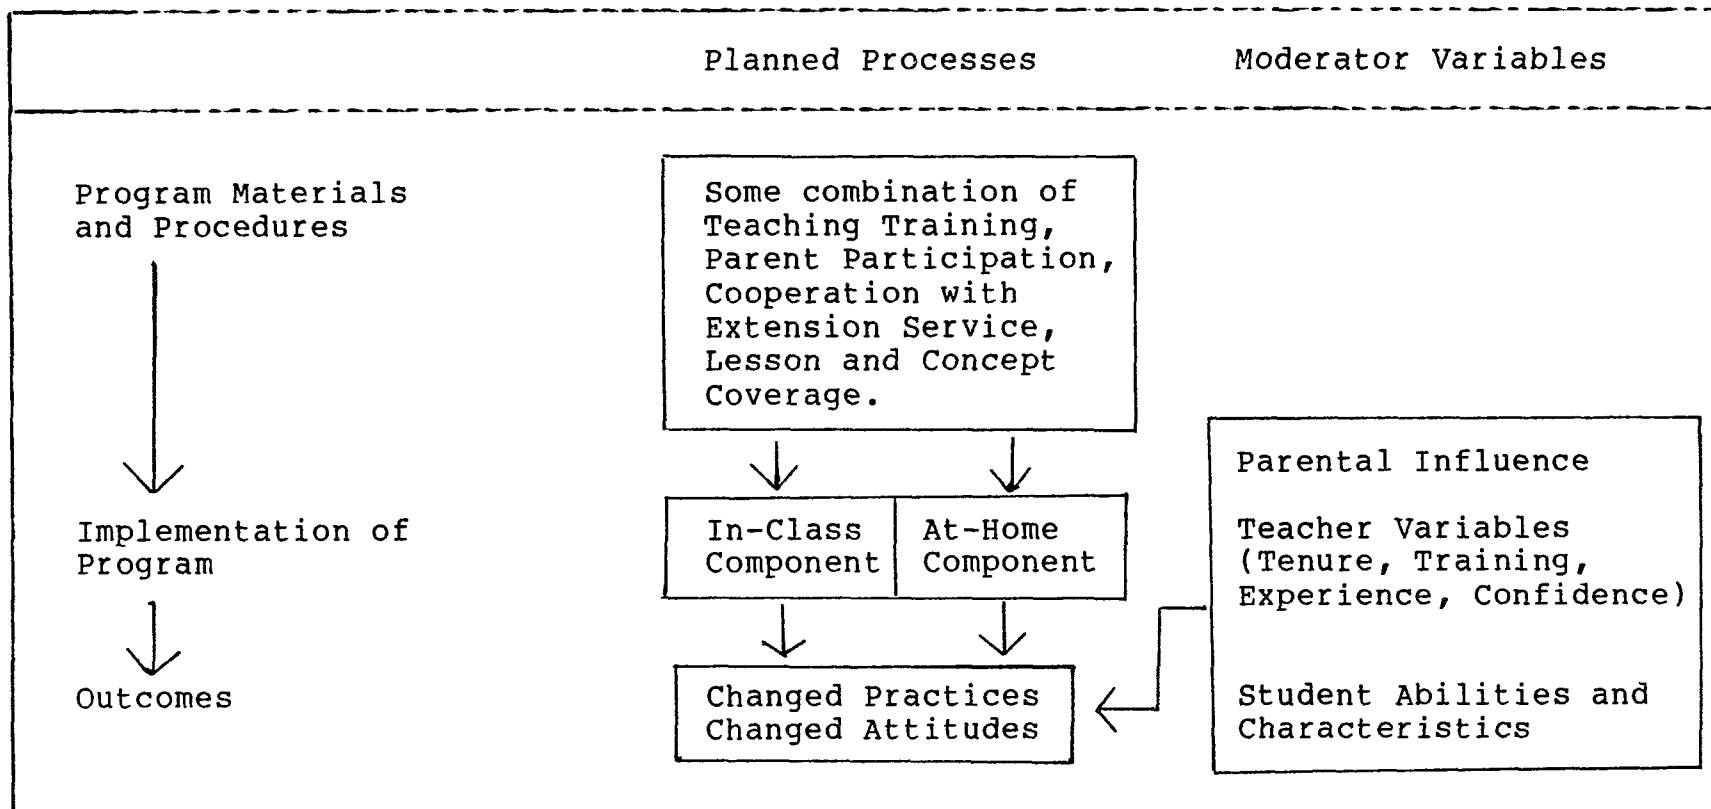 Planned Processes
Moderator Variables
Program Materials
and Procedures
Some combination of
Teaching Training,
Parent Participation,
Cooperation with
Extension Service,
Lesson and Concept
Coverage.
Implementation of
Program
In-Class
Component
At-Home
Component
Parental Influence
Teacher Variables
(Tenure, Training,
Experience, Confidence)
Student Abilities and
Characteristics
Outcomes
Changed Practices
Changed Attitudes